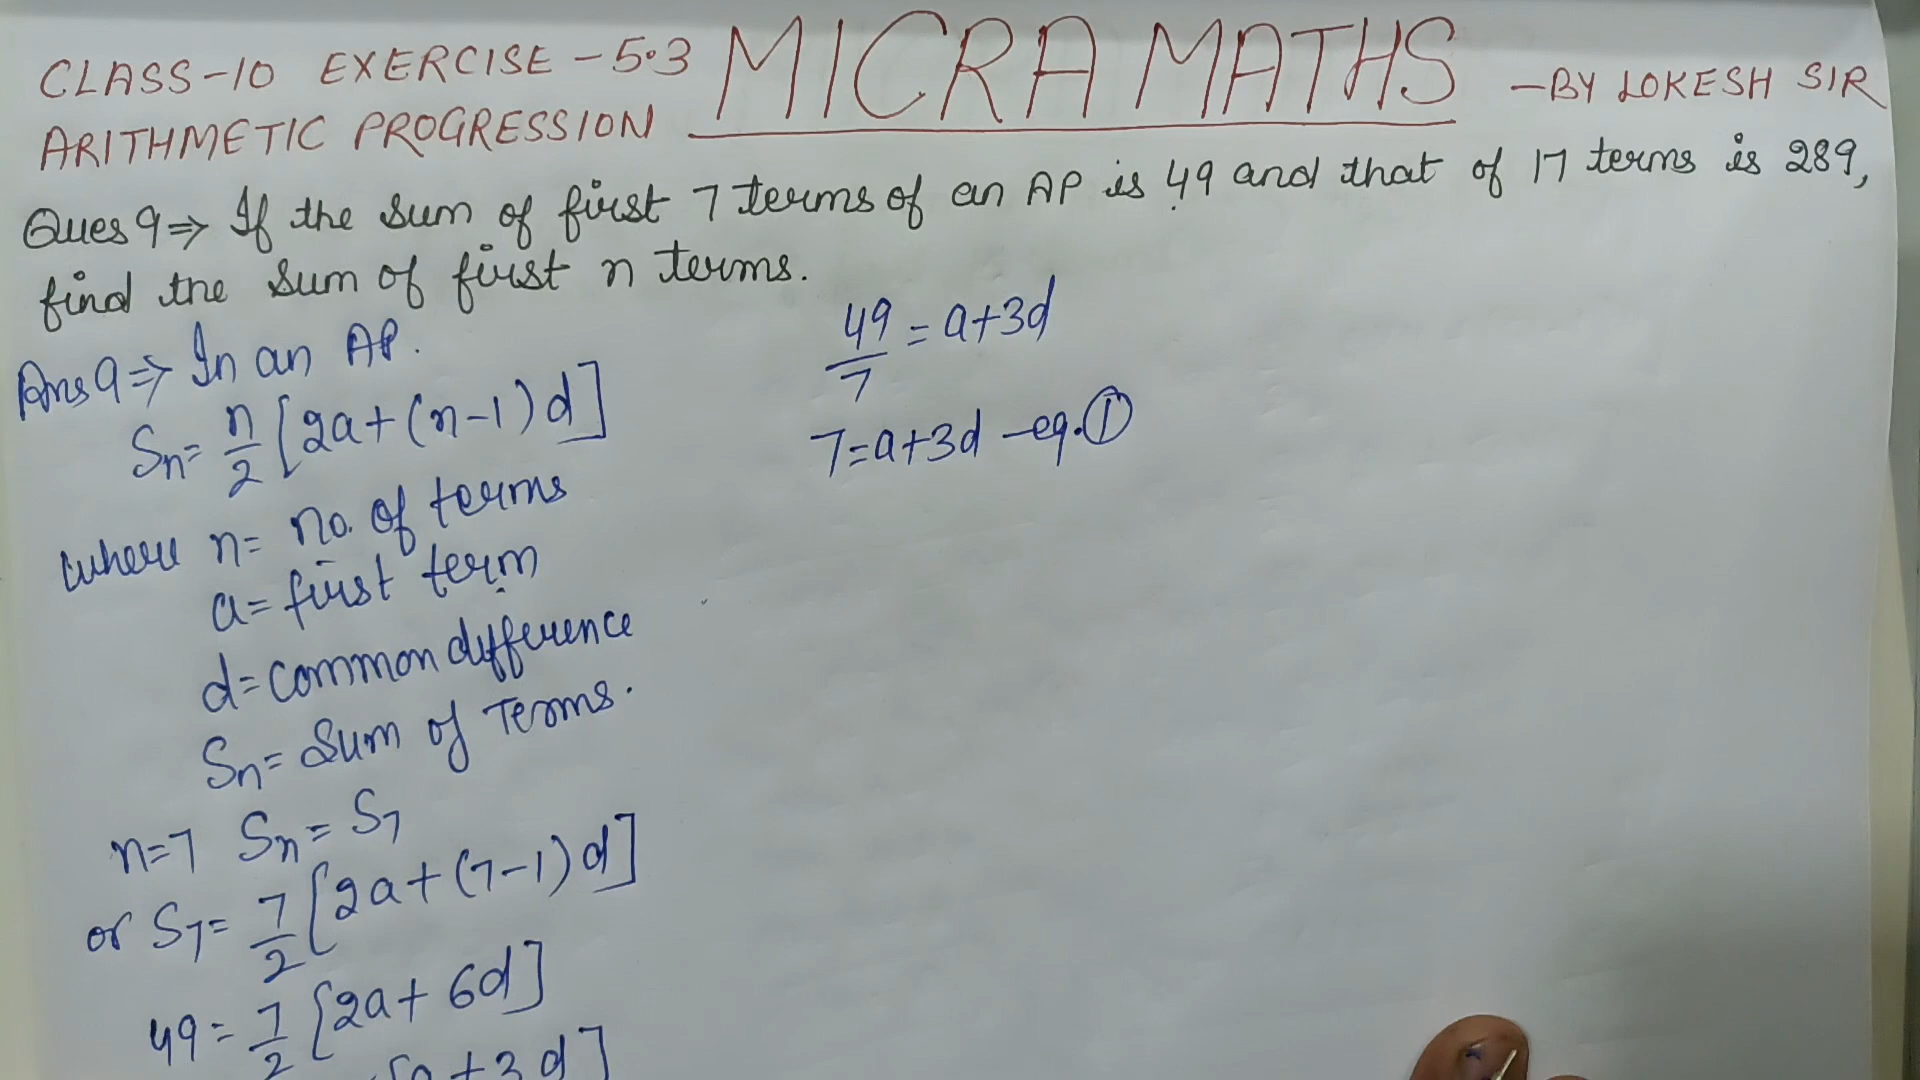 CLASS-10 EXERCISE-5.3
ARITHMETIC PROGRESSION
MICRA MATHS
-BY LOKESH SIR
Ques 9⇒ If the sum of first 7 terms of an AP is 49 and that of 17 terms is 289,
find the sum of first n terms.
Ans 9⇒ In an AP.
Sn= n/2 [2a+(n-1)d]
where n= no. of terms
a= first term
d=common difference
Sn= Sum of Terms.
n=7 Sn= S7
or S7= 7/2 [2a+(7-1)d]
49= 7/2 [2a+6d]
[a+3d]
49/7 = a+3d
7=a+3d -eq.①